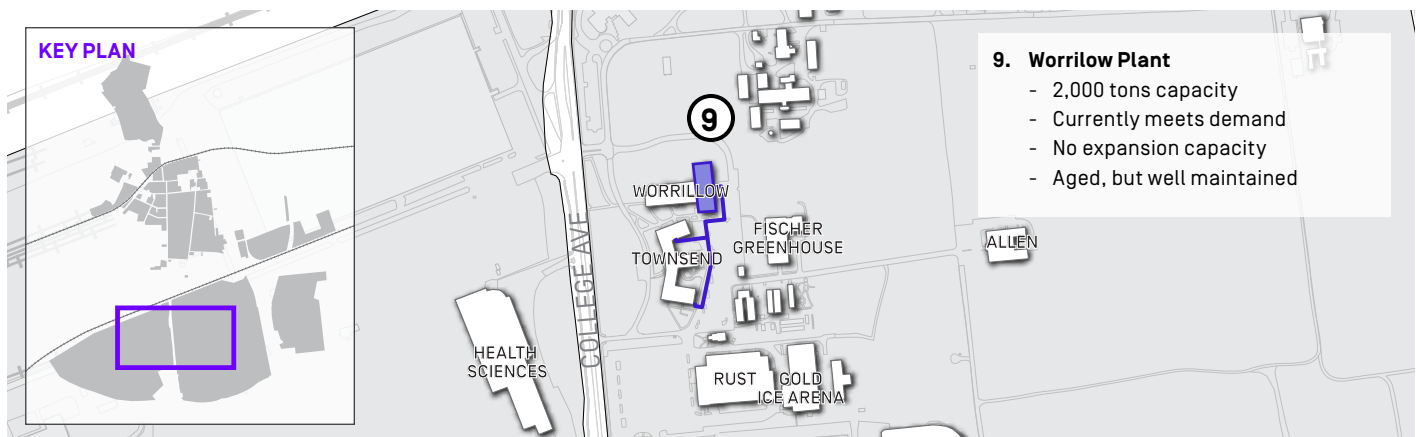 KEY PLAN
9
WORRILLOW
TOWNSEND
FISCHER
GREENHOUSE
ALLEN
COLLEGE AVE
HEALTH
SCIENCES
RUST
GOLD
ICE ARENA
9. Worrilow Plant
- 2,000 tons capacity
- Currently meets demand
- No expansion capacity
- Aged, but well maintained